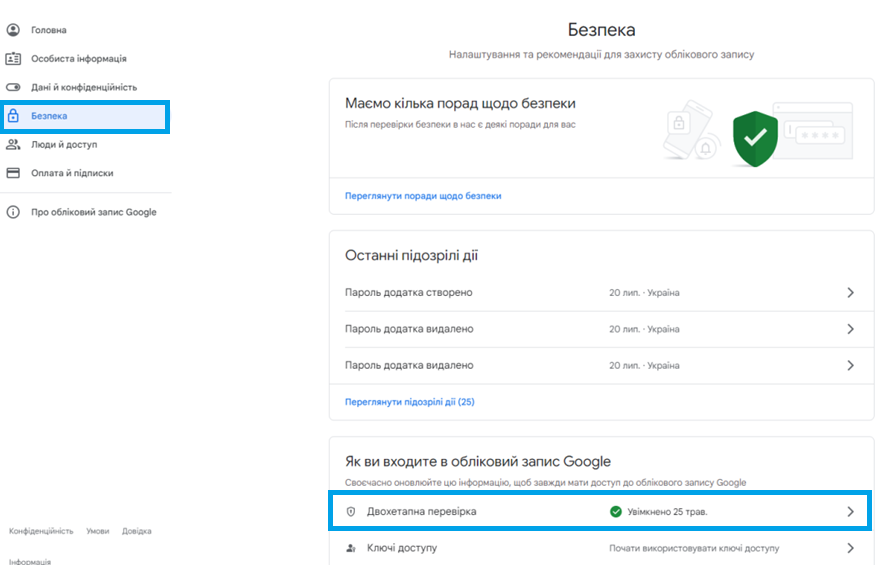 Головна
Особиста інформація
Дані й конфіденційність
Безпека
Люди й доступ
Оплата й підписки
Про обліковий запис Google
Конфіденційність Умови Довідка
Інформація
Безпека
Налаштування та рекомендації для захисту облікового запису
Маємо кілька порад щодо безпеки
Після перевірки безпеки в нас є деякі поради для вас
Переглянути поради щодо безпеки
Останні підозрілі дії
Пароль додатка створено 20 лип. · Україна
Пароль додатка видалено 20 лип. · Україна
Пароль додатка видалено 20 лип. · Україна
Переглянути підозрілі дії (25)
Як ви входите в обліковий запис Google
Своєчасно оновлюйте цю інформацію, щоб завжди мати доступ до облікового запису Google
Двохетапна перевірка Увімкнено 25 трав.
Ключі доступу Почати використовувати ключі доступу